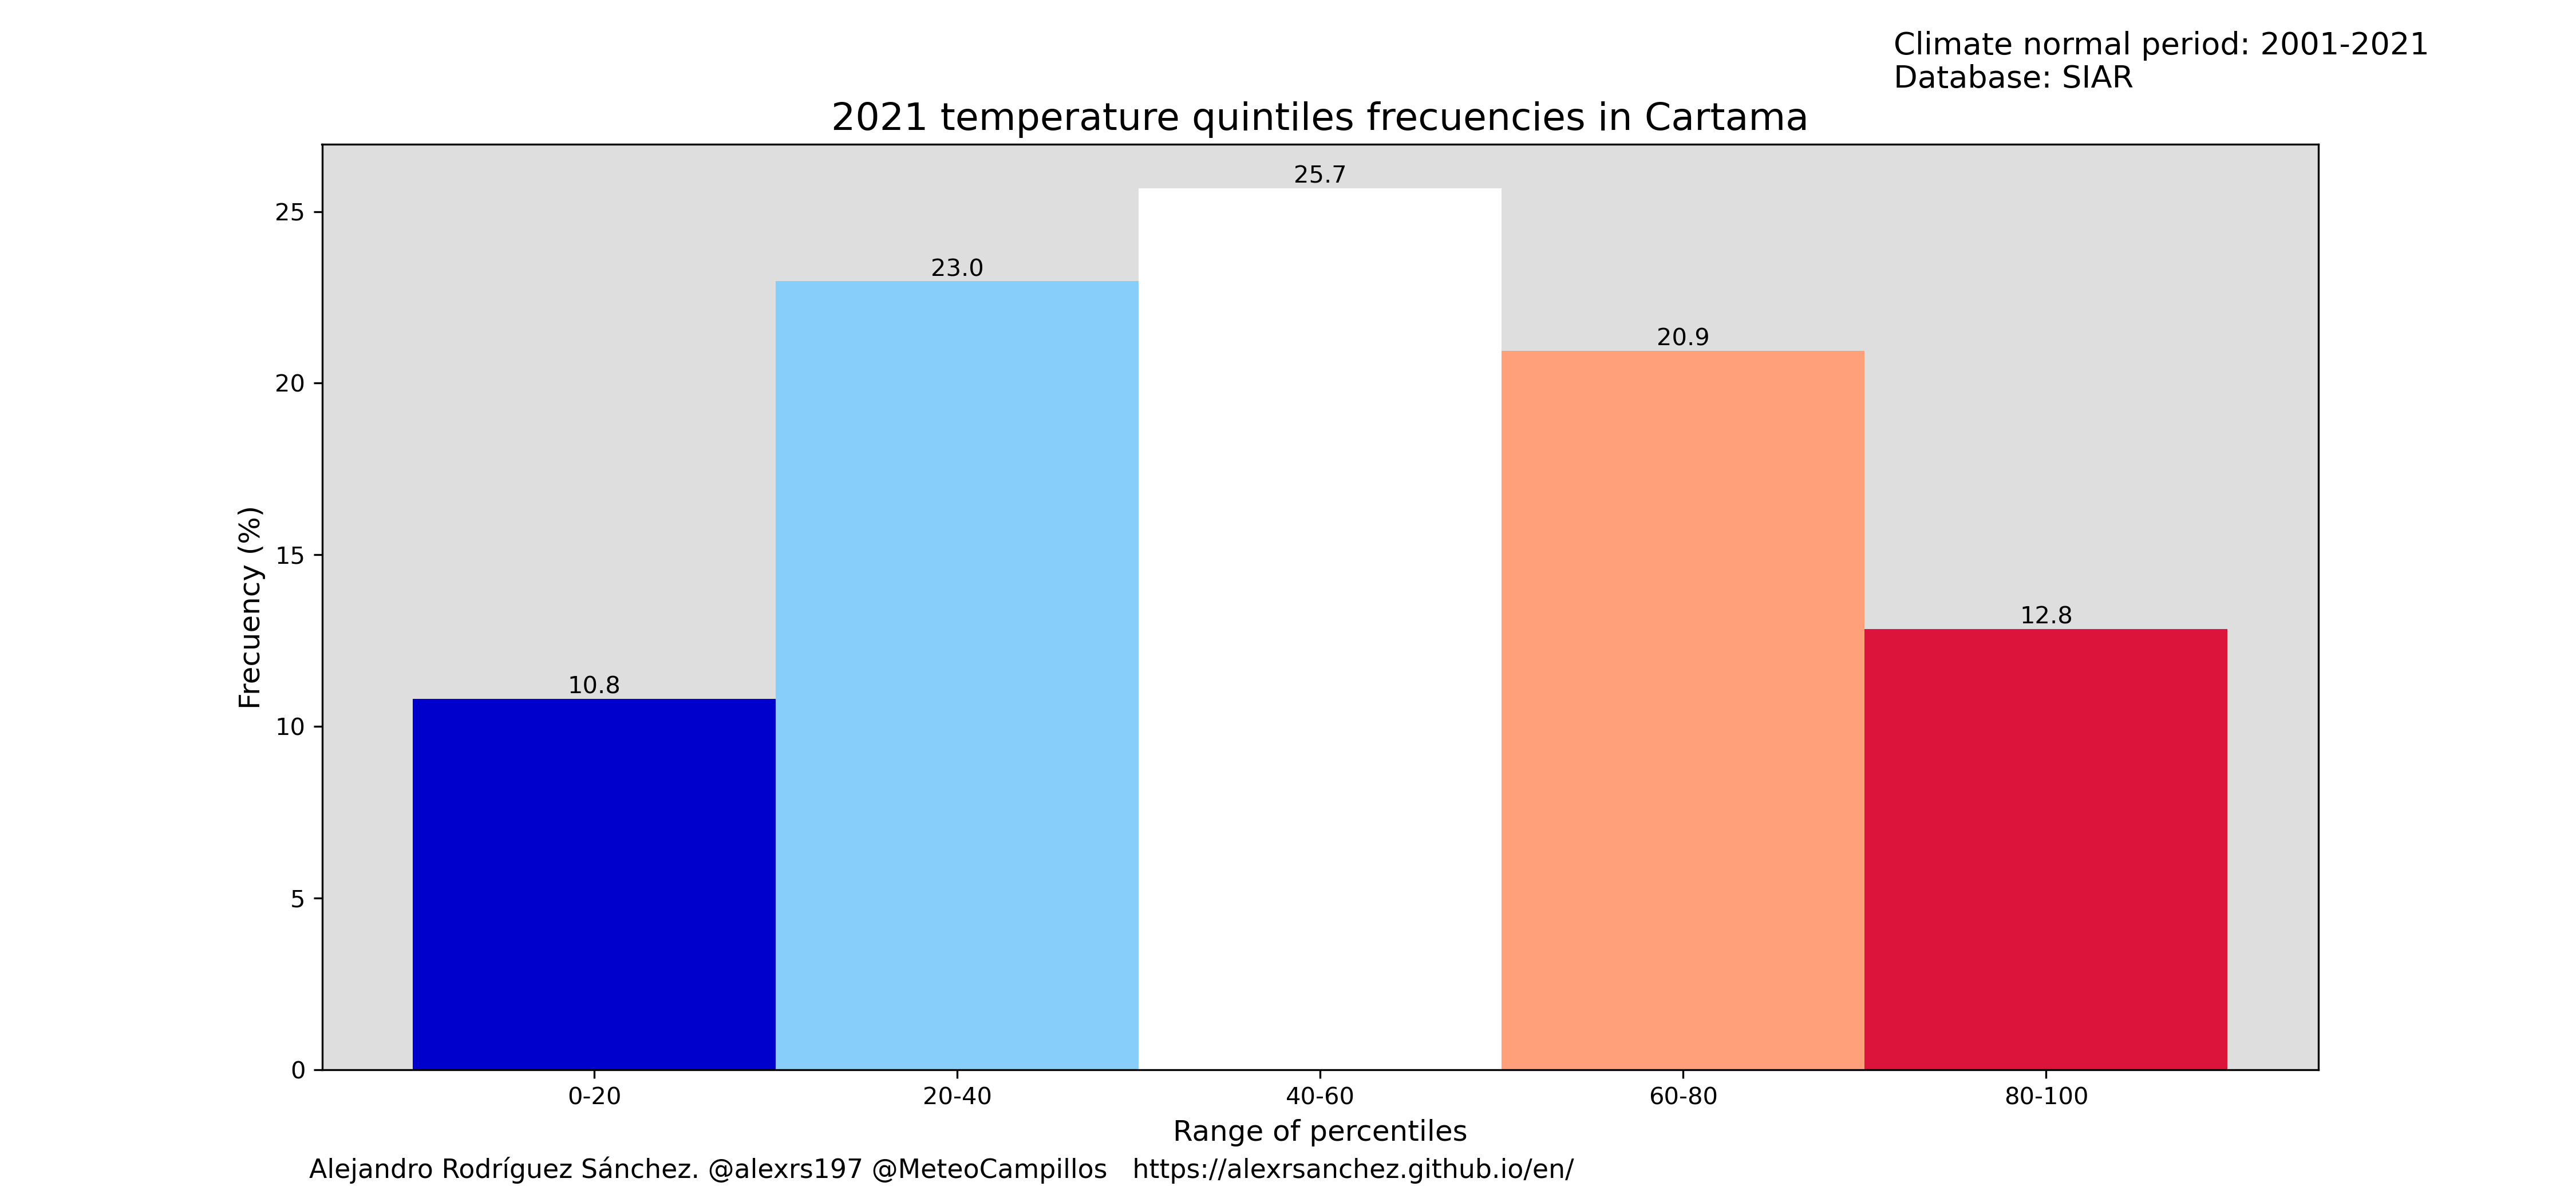 Climate normal period: 2001-2021
Database: SIAR
2021 temperature quintiles frecuencies in Cartama
25.7
25
23.0
20.9
20
Frecuency (%)
15
12.8
10.8
10
5
0
0-20 20-40 40-60 60-80 80-100
Range of percentiles
Alejandro Rodríguez Sánchez. @alexrs197 @MeteoCampillos https://alexrsanchez.github.io/en/